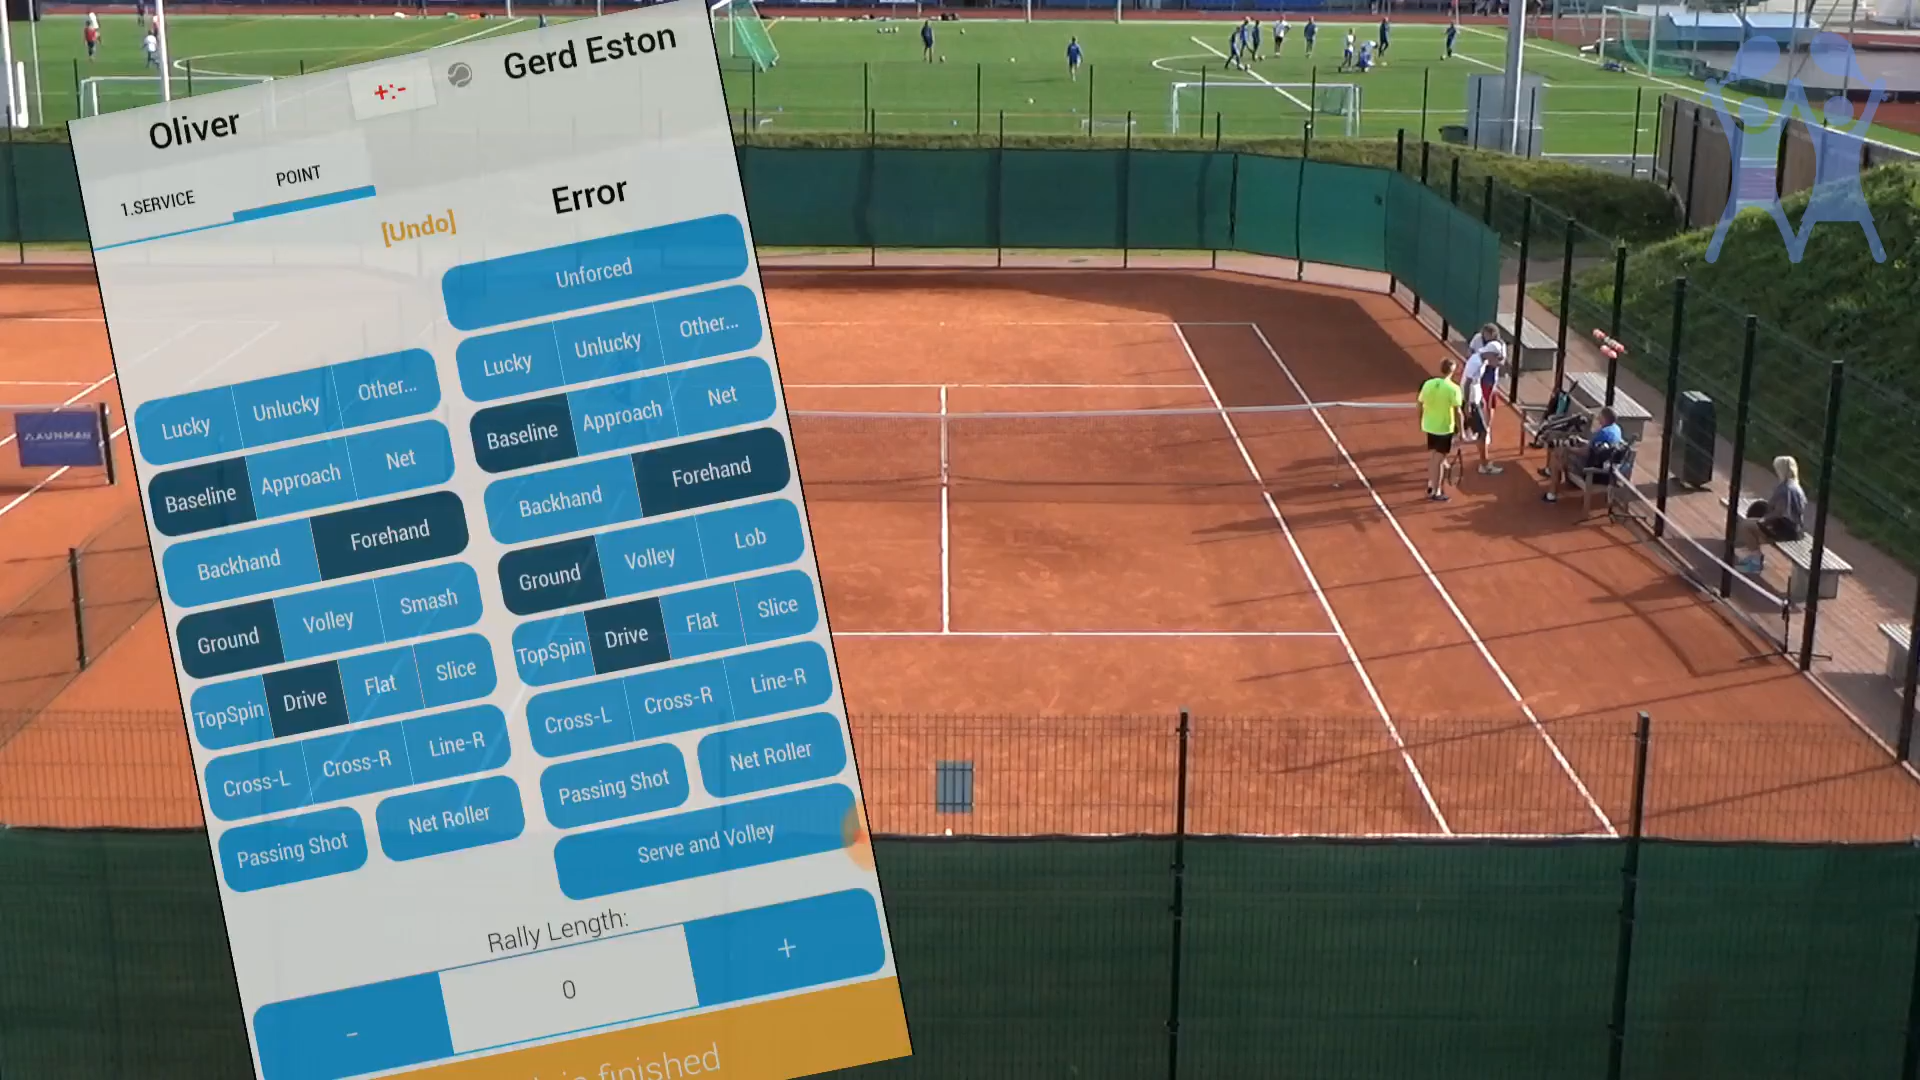 Oliver
+:-
Gerd Eston
1.SERVICE
POINT
[Undo]
Error
Unforced
Lucky
Unlucky
Other...
Baseline
Approach
Net
Backhand
Forehand
Ground
Volley
Smash
TopSpin
Drive
Flat
Slice
Cross-L
Cross-R
Line-R
Passing Shot
Net Roller
Lucky
Unlucky
Other...
Baseline
Approach
Net
Backhand
Forehand
Ground
Volley
Lob
TopSpin
Drive
Flat
Slice
Cross-L
Cross-R
Line-R
Passing Shot
Net Roller
Serve and Volley
Rally Length:
-
0
+
finished